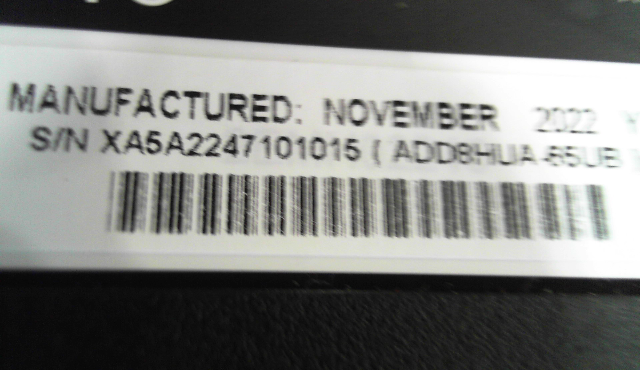 MANUFACTURED: NOVEMBER 2022 Y
S/N XA5A2247101015 ( ADD8HUA-65UB )